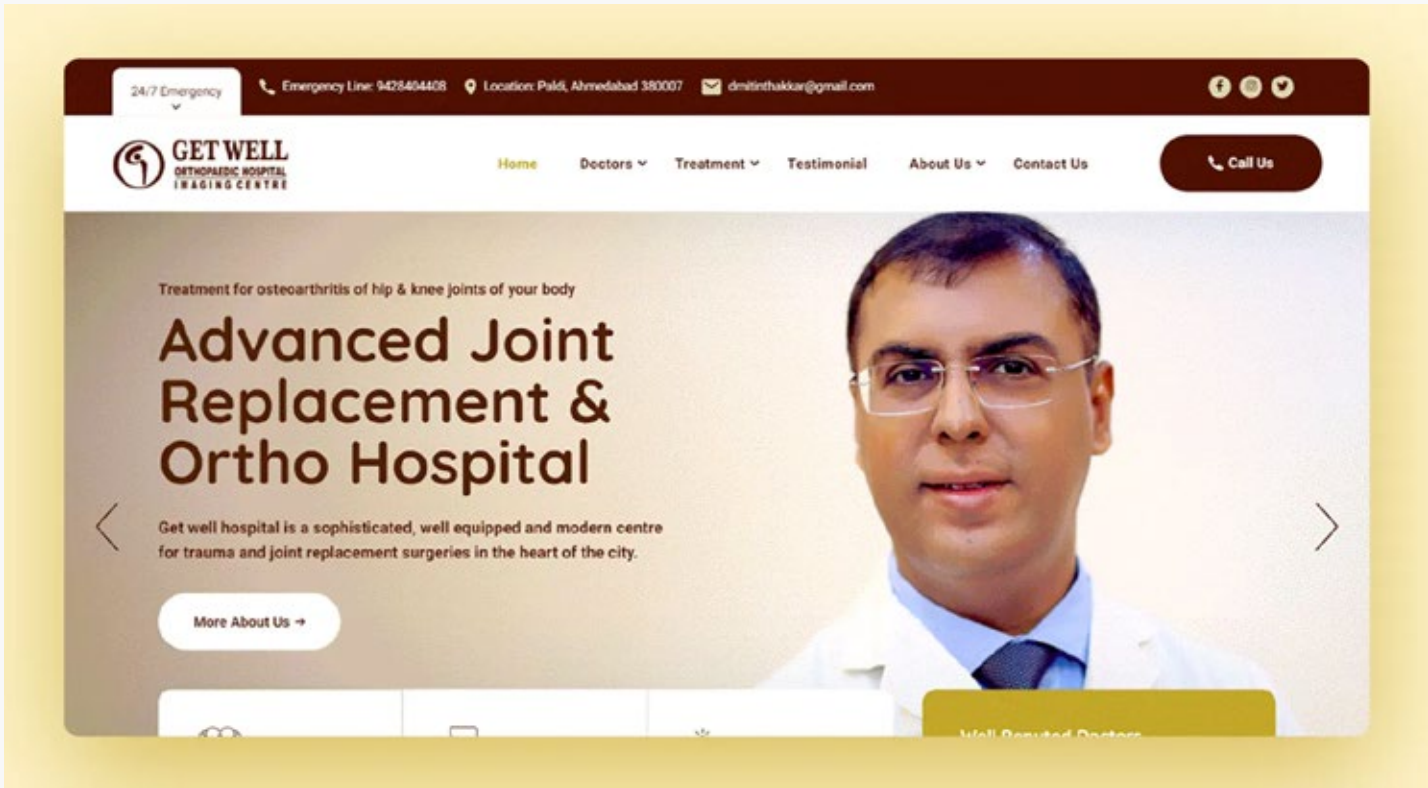 24/7 Emergency
Emergency Line: 9428404408
Location: Paldi, Ahmedabad 380007
drnitinthakkar@gmail.com
GET WELL
ORTHOPAEDIC HOSPITAL
IMAGING CENTRE
Home
Doctors
Treatment
Testimonial
About Us
Contact Us
Call Us
Treatment for osteoarthritis of hip & knee joints of your body
Advanced Joint
Replacement &
Ortho Hospital
Get well hospital is a sophisticated, well equipped and modern centre
for trauma and joint replacement surgeries in the heart of the city.
More About Us →
Well Reputed Doctors